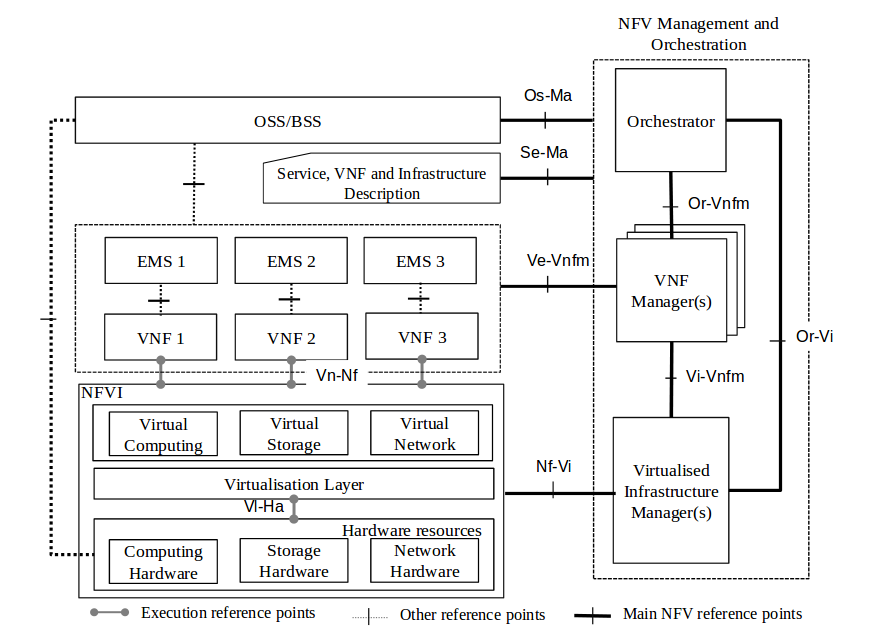 NFV Management and
Orchestration
Os-Ma
OSS/BSS
Orchestrator
Se-Ma
Service, VNF and Infrastructure
Description
Or-Vnfm
EMS 1
EMS 2
EMS 3
Ve-Vnfm
VNF
Manager(s)
VNF 1
VNF 2
VNF 3
Or-Vi
Vn-Nf
Vi-Vnfm
NFVI
Virtual
Computing
Virtual
Storage
Virtual
Network
Nf-Vi
Virtualised
Infrastructure
Manager(s)
Virtualisation Layer
Vl-Ha
Hardware resources
Computing
Hardware
Storage
Hardware
Network
Hardware
Execution reference points
Other reference points
Main NFV reference points